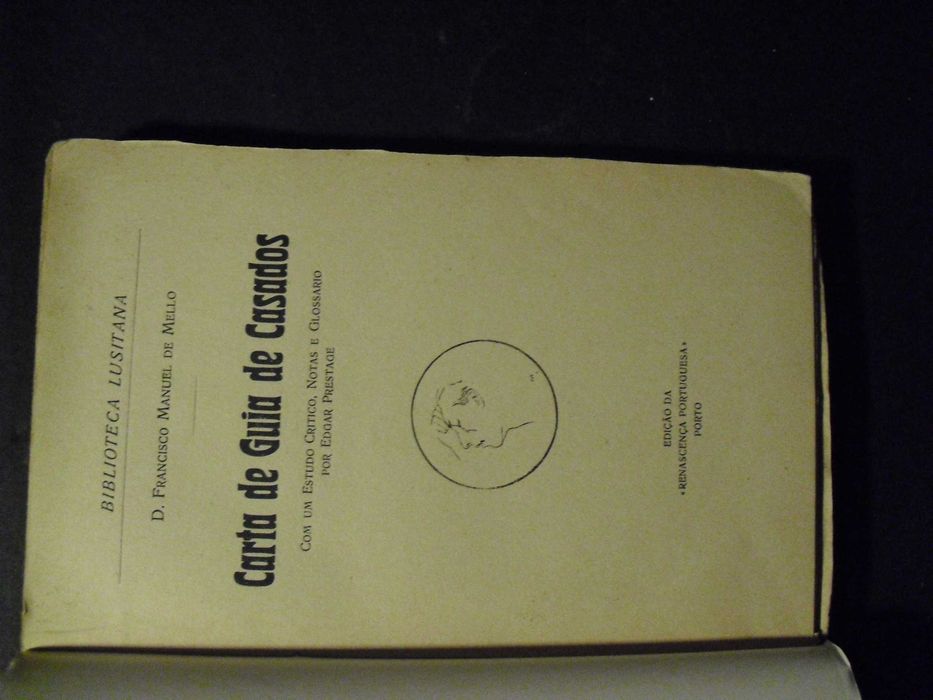 BIBLIOTECA LUSITANA
D. FRANCISCO MANUEL DE MELLO
Carta de Guia de Casados
COM UM ESTUDO CRITICO, NOTAS E GLOSSARIO
POR EDGAR PRESTAGE
EDIÇÃO DA
«RENASCENÇA PORTUGUESA»
PORTO